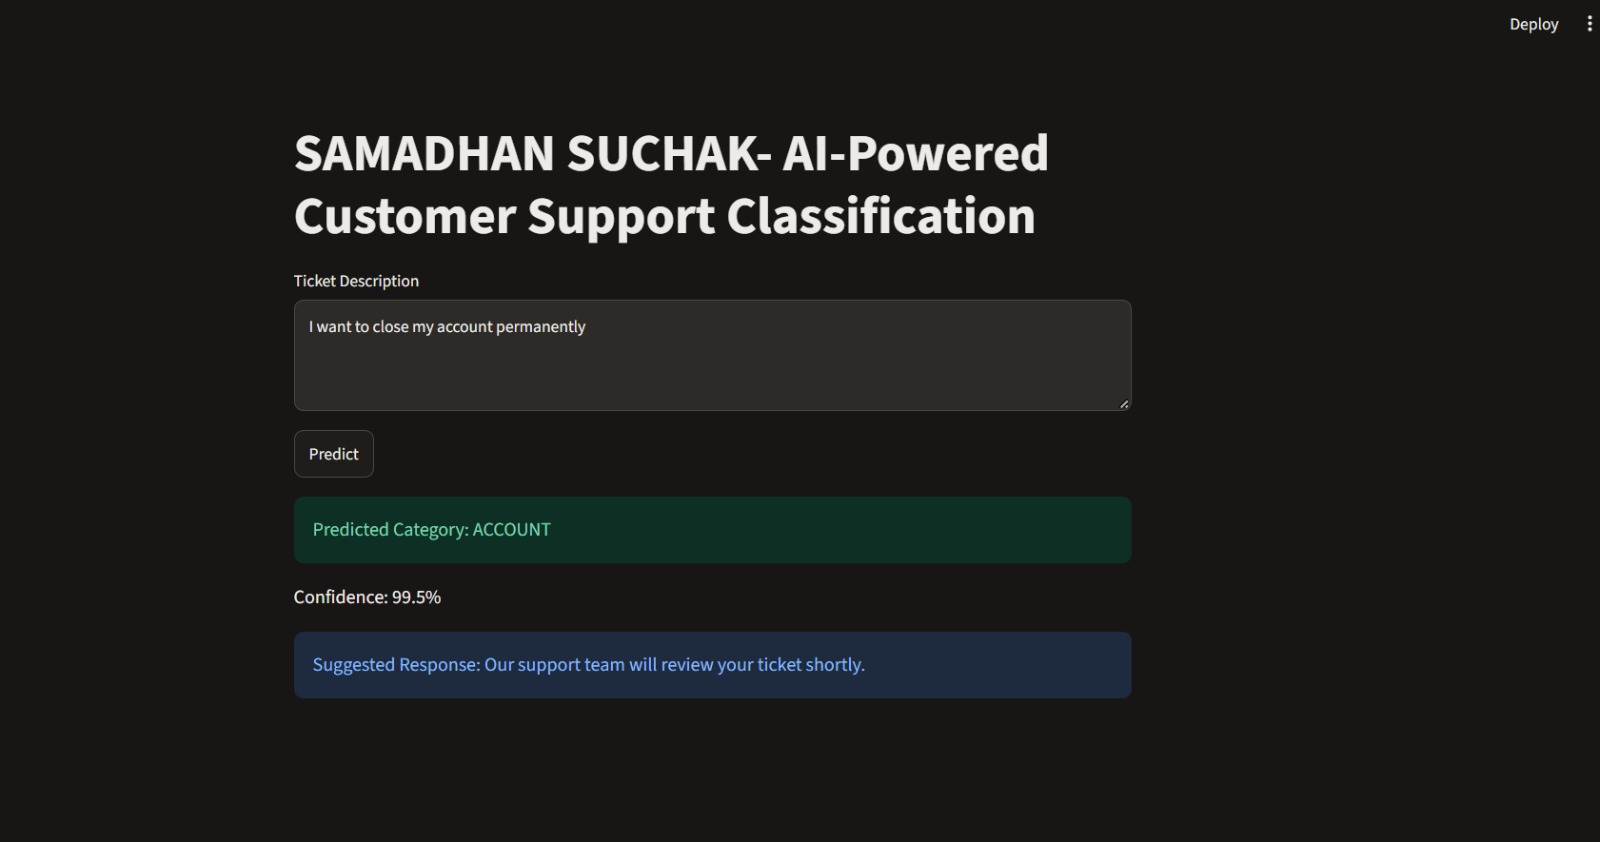 Deploy
SAMADHAN SUCHAK- AI-Powered
Customer Support Classification
Ticket Description
I want to close my account permanently
Predict
Predicted Category: ACCOUNT
Confidence: 99.5%
Suggested Response: Our support team will review your ticket shortly.